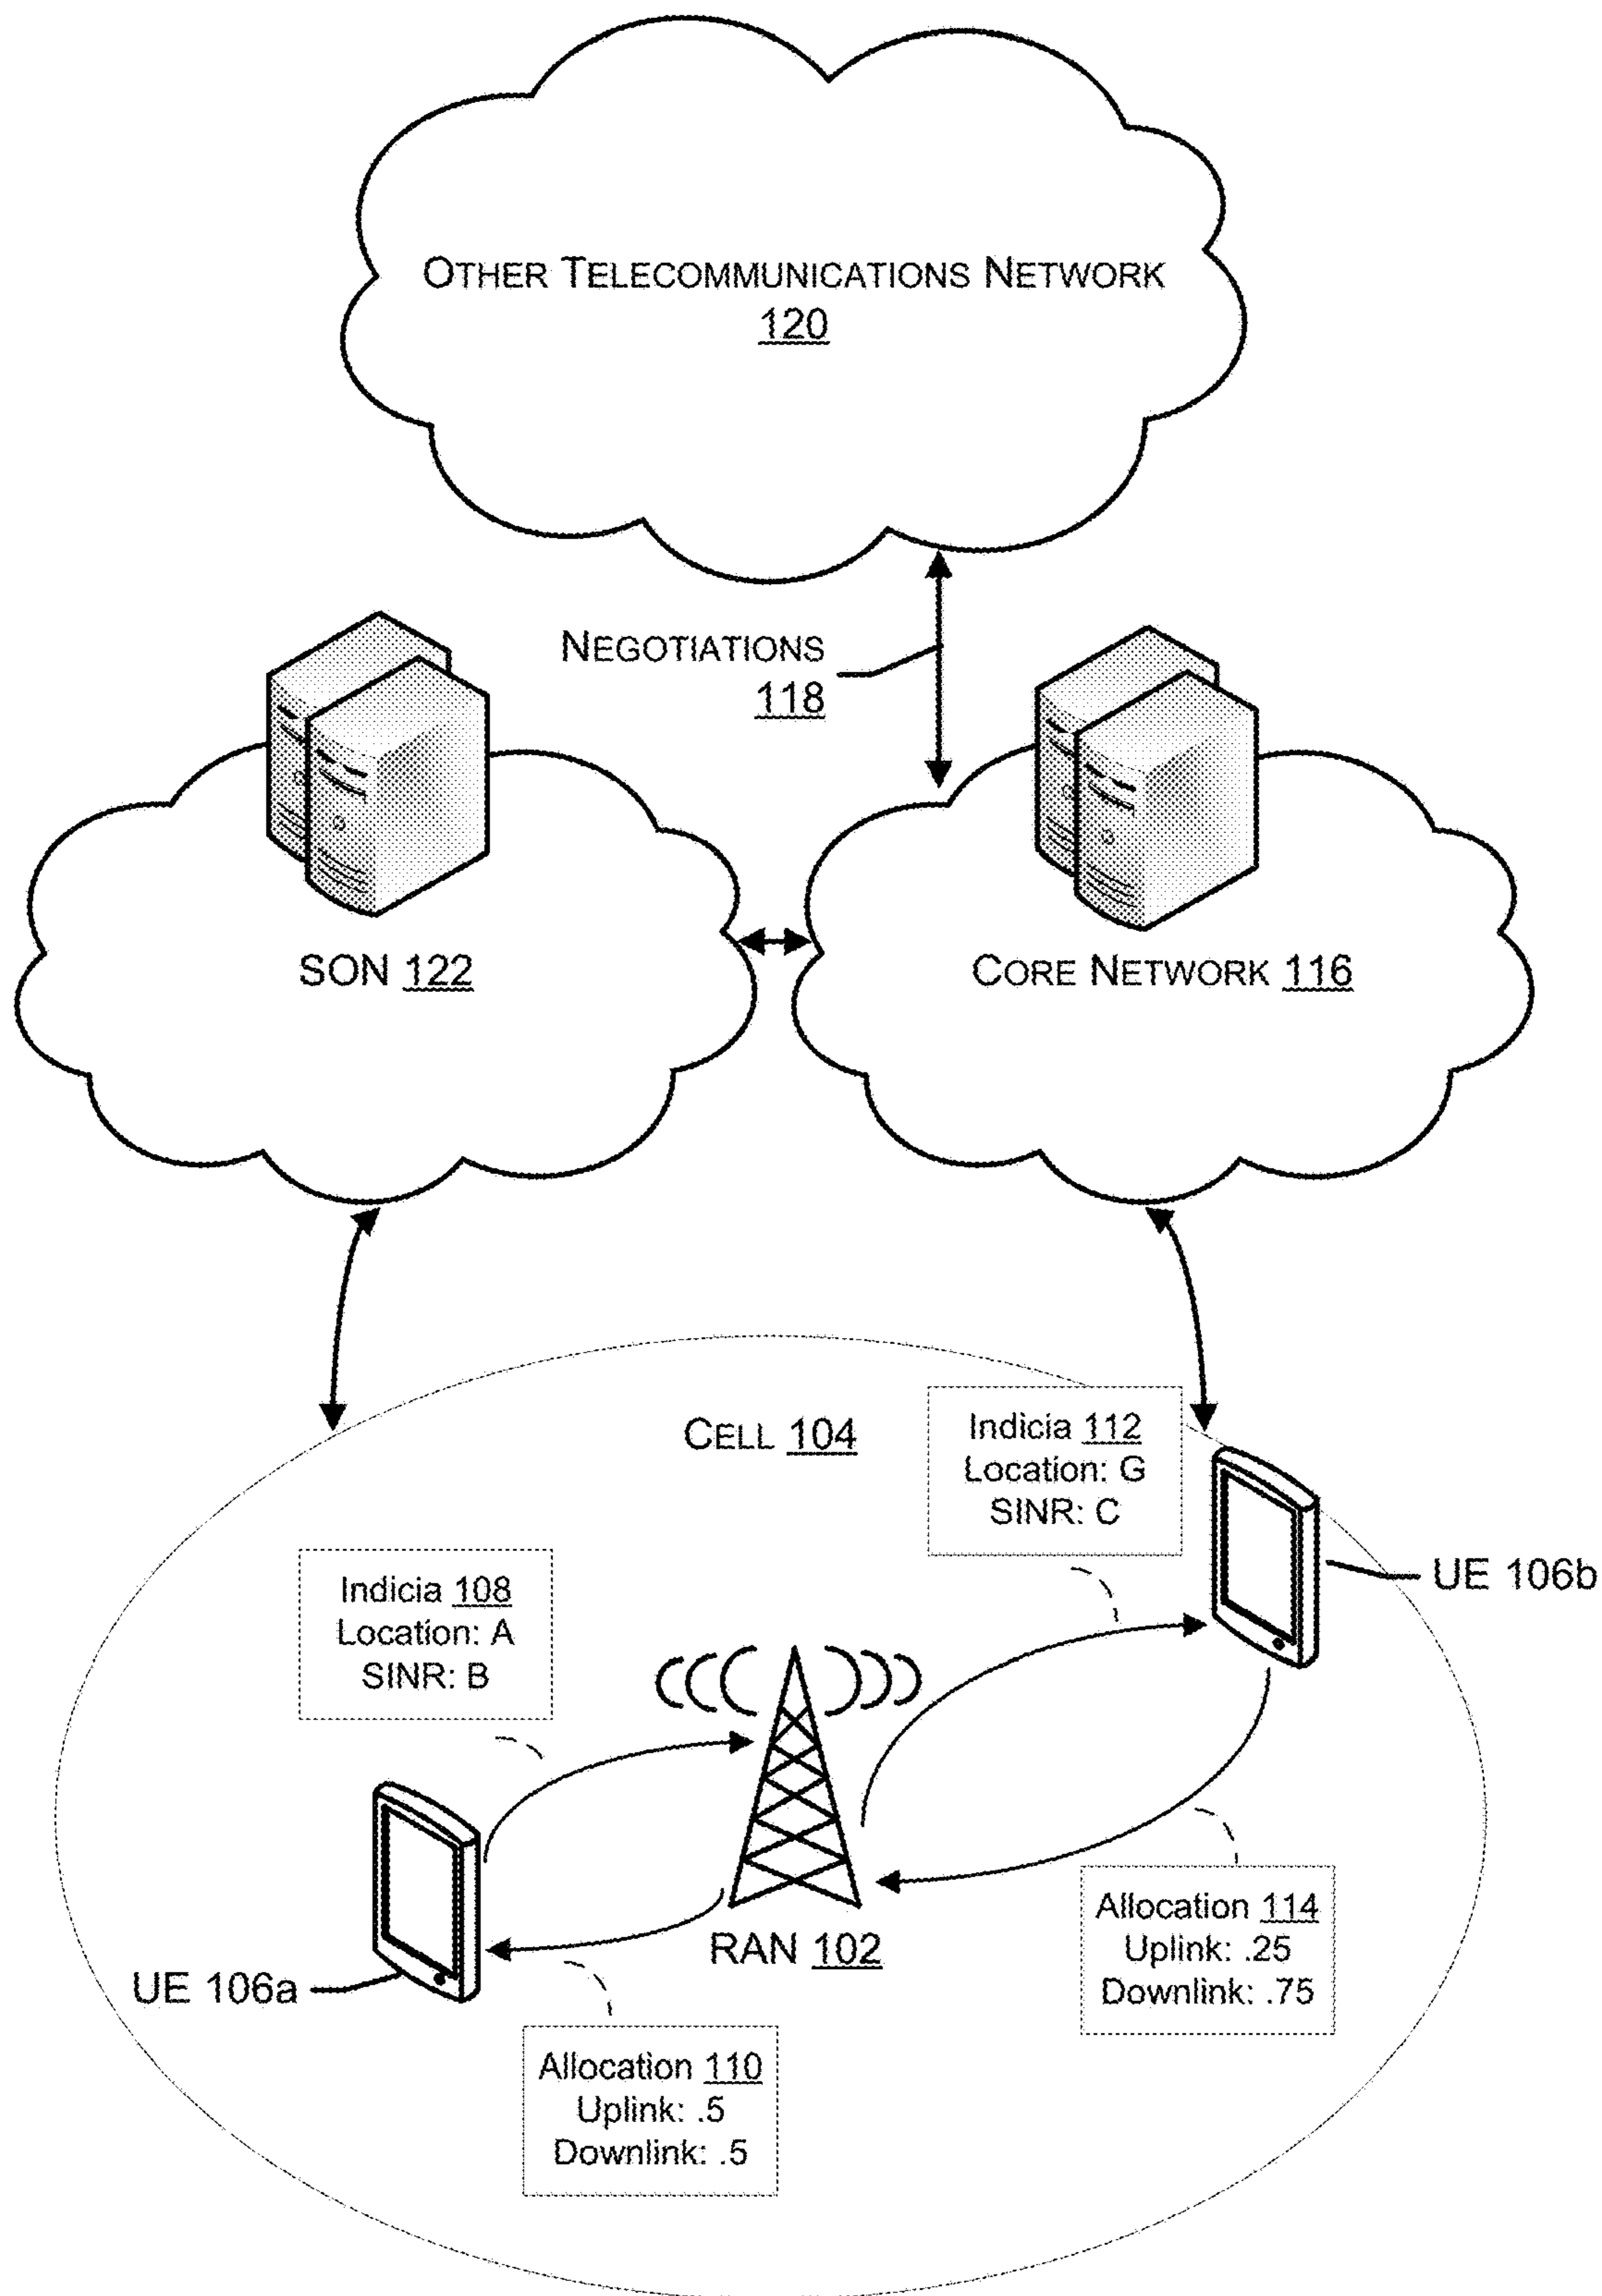 OTHER TELECOMMUNICATIONS NETWORK
120
NEGOTIATIONS
118
SON 122
CORE NETWORK 116
CELL 104
Indicia 112
Location: G
SINR: C
UE 106b
Indicia 108
Location: A
SINR: B
RAN 102
UE 106a
Allocation 114
Uplink: .25
Downlink: .75
Allocation 110
Uplink: .5
Downlink: .5